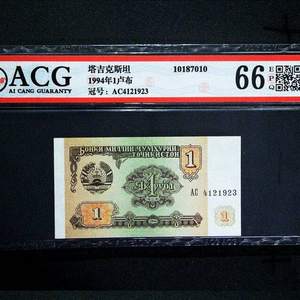 ACG
AI CANG GUARANTY
塔吉克斯坦
1994年1卢布
冠号: AC4121923
10187010
66
EPQ
БОНКИ МИЛЛИИ ҶУМҲУРИИ
ТОҶИКИСТОН
1
1
1
АС 4121923